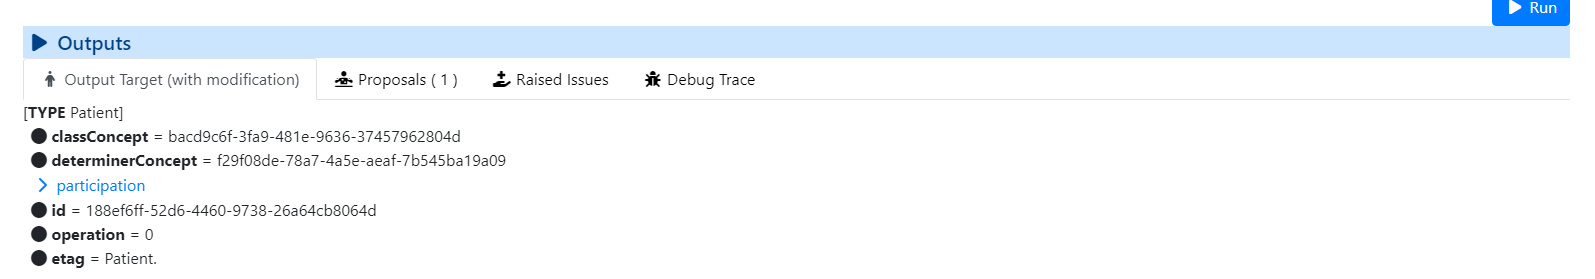 Run
Outputs
Output Target (with modification) Proposals ( 1 ) Raised Issues Debug Trace
[TYPE Patient]
classConcept = bacd9c6f-3fa9-481e-9636-37457962804d
determinerConcept = f29f08de-78a7-4a5e-aeaf-7b545ba19a09
participation
id = 188ef6ff-52d6-4460-9738-26a64cb8064d
operation = 0
etag = Patient.